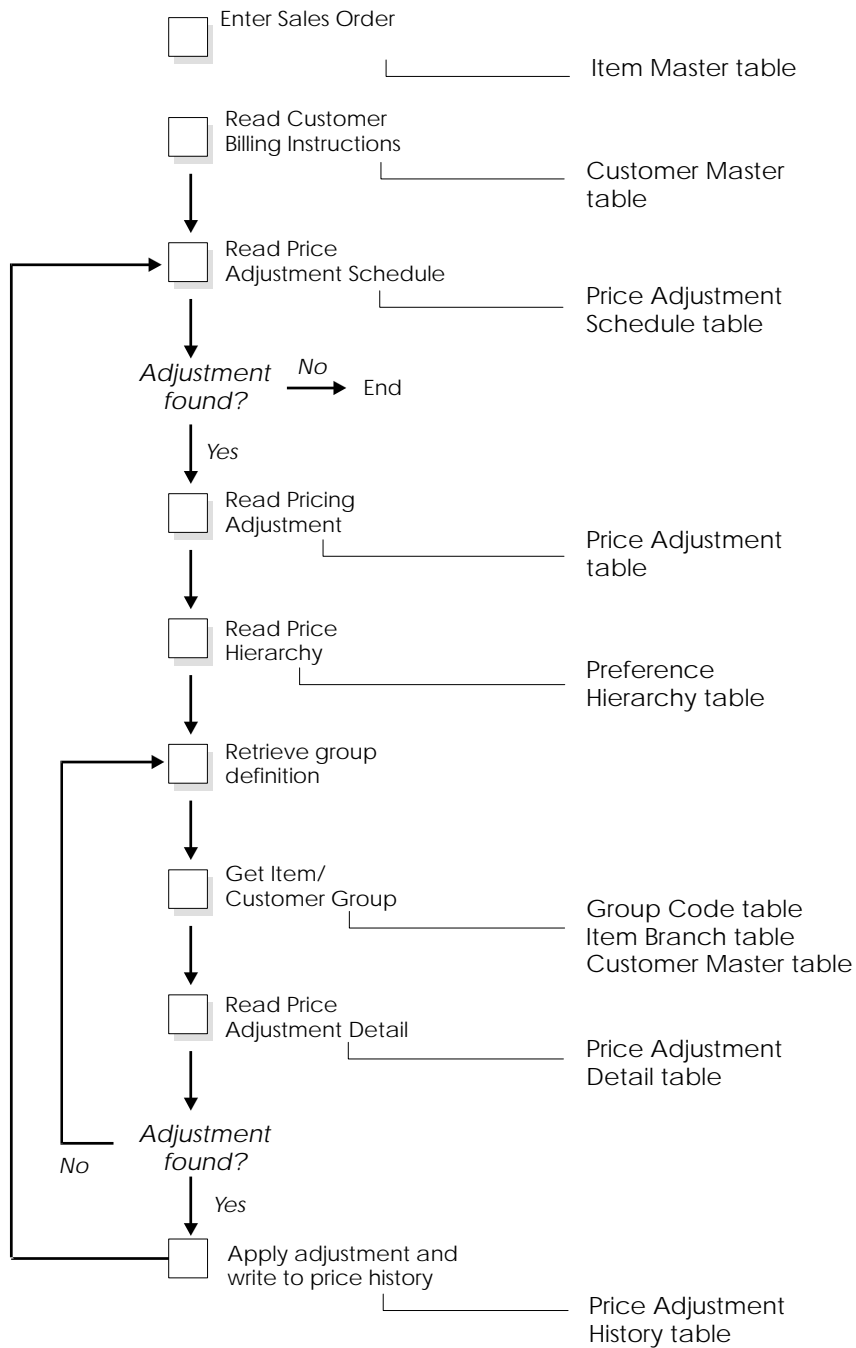 Enter Sales Order
Item Master table
Read Customer
Billing Instructions
Customer Master
table
Read Price
Adjustment Schedule
Price Adjustment
Schedule table
Adjustment
found?
No
End
Yes
Read Pricing
Adjustment
Price Adjustment
table
Read Price
Hierarchy
Preference
Hierarchy table
Retrieve group
definition
Get Item/
Customer Group
Group Code table
Item Branch table
Customer Master table
Read Price
Adjustment Detail
Price Adjustment
Detail table
Adjustment
found?
No
Yes
Apply adjustment and
write to price history
Price Adjustment
History table